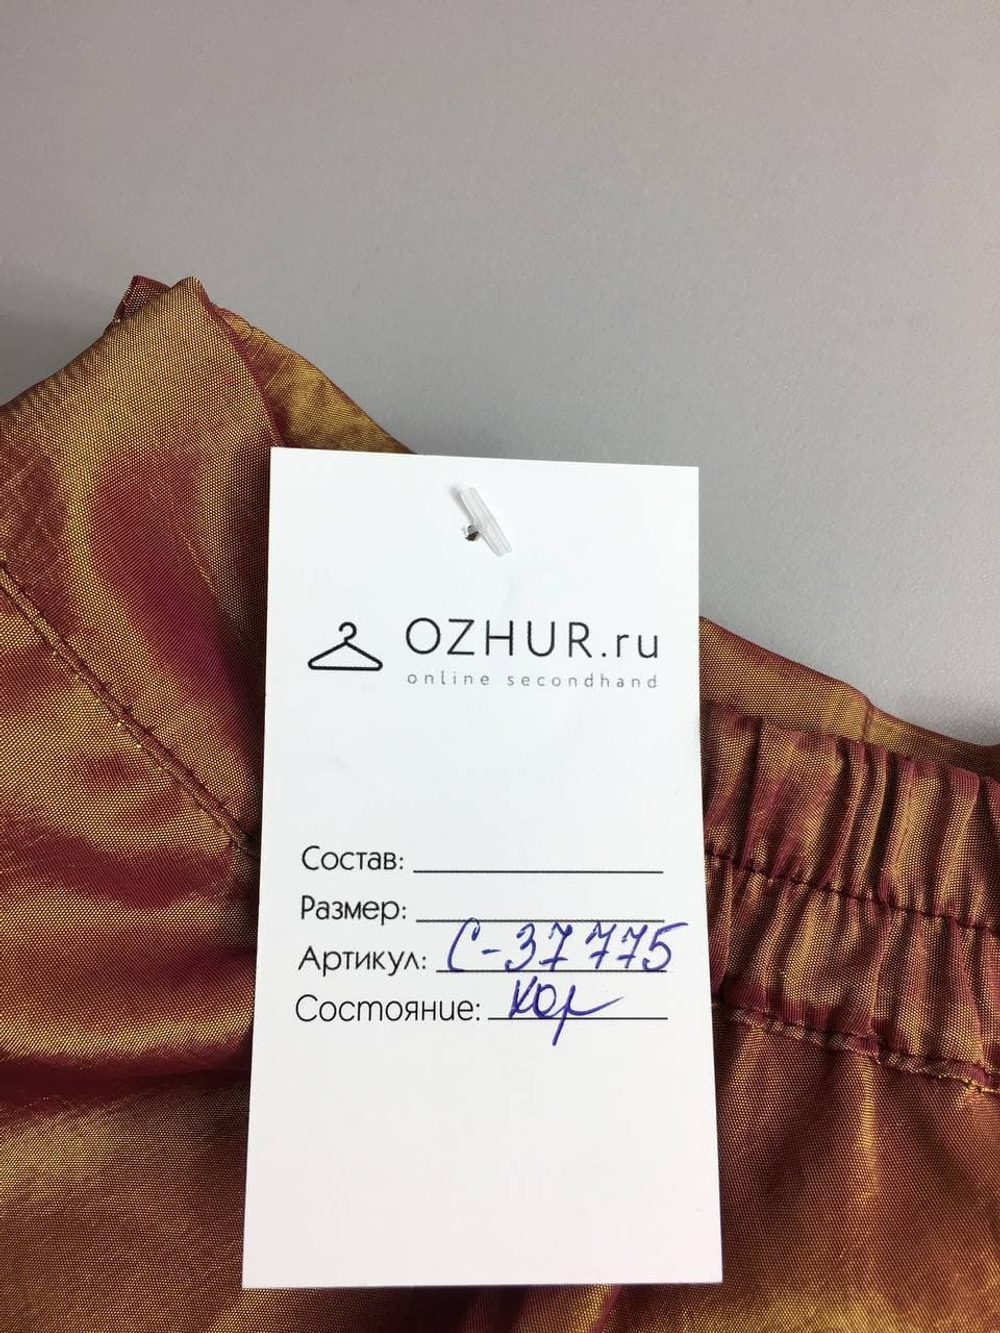 OZHUR.ru
online secondhand
Состав:
Размер:
Артикул: С-37775
Состояние: хор